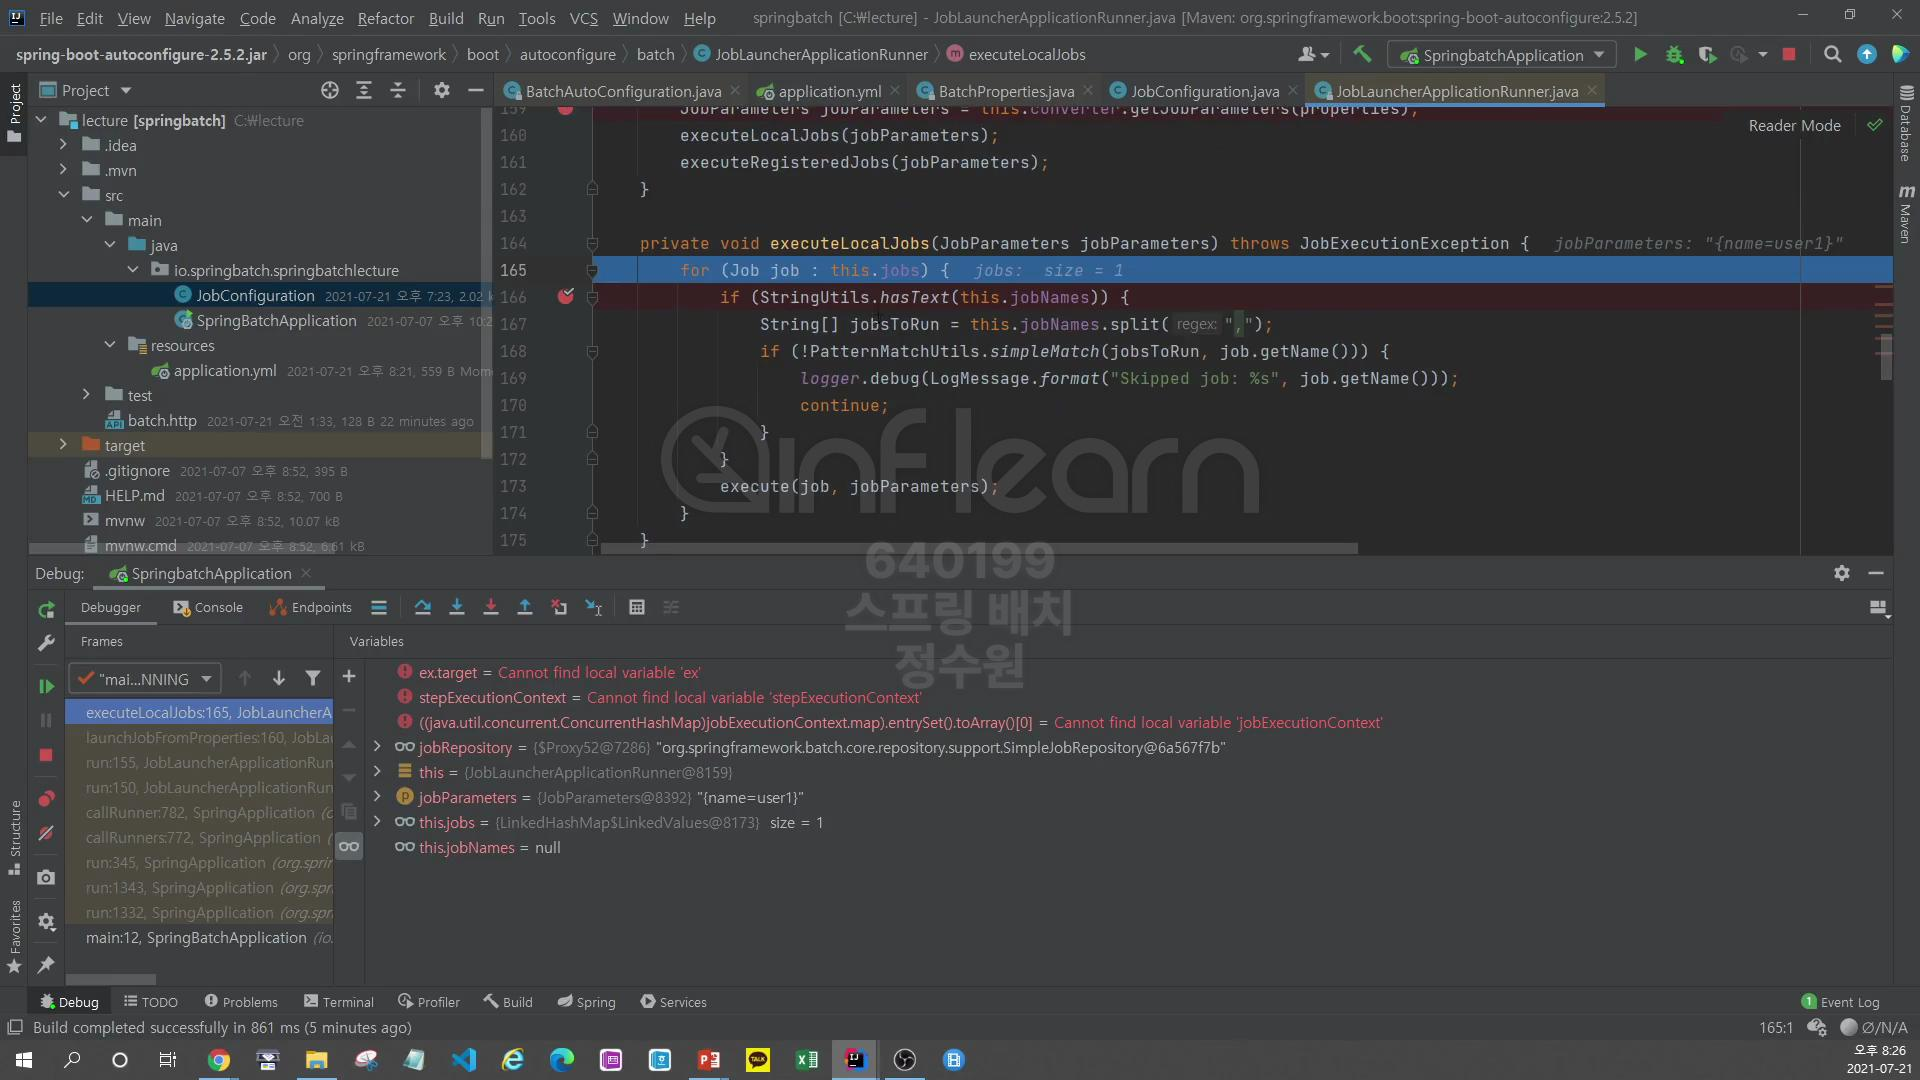 File Edit View Navigate Code Analyze Refactor Build Run Tools VCS Window Help springbatch [C:₩lecture] - JobLauncherApplicationRunner.java [Maven: org.springframework.boot:spring-boot-autoconfigure:2.5.2]
spring-boot-autoconfigure-2.5.2.jar org springframework boot autoconfigure batch JobLauncherApplicationRunner executeLocalJobs SpringbatchApplication
Project BatchAutoConfiguration.java application.yml BatchProperties.java JobConfiguration.java JobLauncherApplicationRunner.java
Reader Mode
Project
Database
Maven
Structure
Favorites
lecture [springbatch] C:₩lecture
.idea
.mvn
src
main
java
io.springbatch.springbatchlecture
JobConfiguration 2021-07-21 오후 7:23, 2.02 k
SpringBatchApplication 2021-07-21 오후 10:2
resources
application.yml 2021-07-21 오후 8:21, 559 B Mome
test
batch.http 2021-07-21 오전 1:33, 128 B 22 minutes ago
target
.gitignore 2021-07-07 오후 8:52, 395 B
HELP.md 2021-07-07 오후 8:52, 700 B
mvnw 2021-07-07 오후 8:52, 10.07 kB
mvnw.cmd 2021-07-07 오후 8:52, 6.61 kB
159 JobParameters jobParameters = this.converter.getJobParameters(properties);
160 executeLocalJobs(jobParameters);
161 executeRegisteredJobs(jobParameters);
162 }
163
164 private void executeLocalJobs(JobParameters jobParameters) throws JobExecutionException { jobParameters: "{name=user1}"
165 for (Job job : this.jobs) { jobs: size = 1
166 if (StringUtils.hasText(this.jobNames)) {
167 String[] jobsToRun = this.jobNames.split( regex: ",");
168 if (!PatternMatchUtils.simpleMatch(jobsToRun, job.getName())) {
169 logger.debug(LogMessage.format("Skipped job: %s", job.getName()));
170 continue;
171 }
172 }
173 execute(job, jobParameters);
174 }
175 }
inflearn
640199
스프링 배치
정수원
Debug: SpringbatchApplication
Debugger Console Endpoints
Frames Variables
"mai...NNING
executeLocalJobs:165, JobLauncherA
launchJobFromProperties:160, JobLau
run:155, JobLauncherApplicationRun
run:150, JobLauncherApplicationRun
callRunner:782, SpringApplication (o
callRunners:772, SpringApplication (
run:345, SpringApplication (org.sprin
run:1343, SpringApplication (org.spr
run:1332, SpringApplication (org.spr
main:12, SpringBatchApplication (io.
ex.target = Cannot find local variable 'ex'
stepExecutionContext = Cannot find local variable 'stepExecutionContext'
((java.util.concurrent.ConcurrentHashMap)jobExecutionContext.map).entrySet().toArray()[0] = Cannot find local variable 'jobExecutionContext'
jobRepository = {$Proxy52@7286} "org.springframework.batch.core.repository.support.SimpleJobRepository@6a567f7b"
this = {JobLauncherApplicationRunner@8159}
jobParameters = {JobParameters@8392} "{name=user1}"
this.jobs = {LinkedHashMap$LinkedValues@8173} size = 1
this.jobNames = null
Debug TODO Problems Terminal Profiler Build Spring Services 1 Event Log
Build completed successfully in 861 ms (5 minutes ago) 165:1 Ø/N/A
오후 8:26
2021-07-21